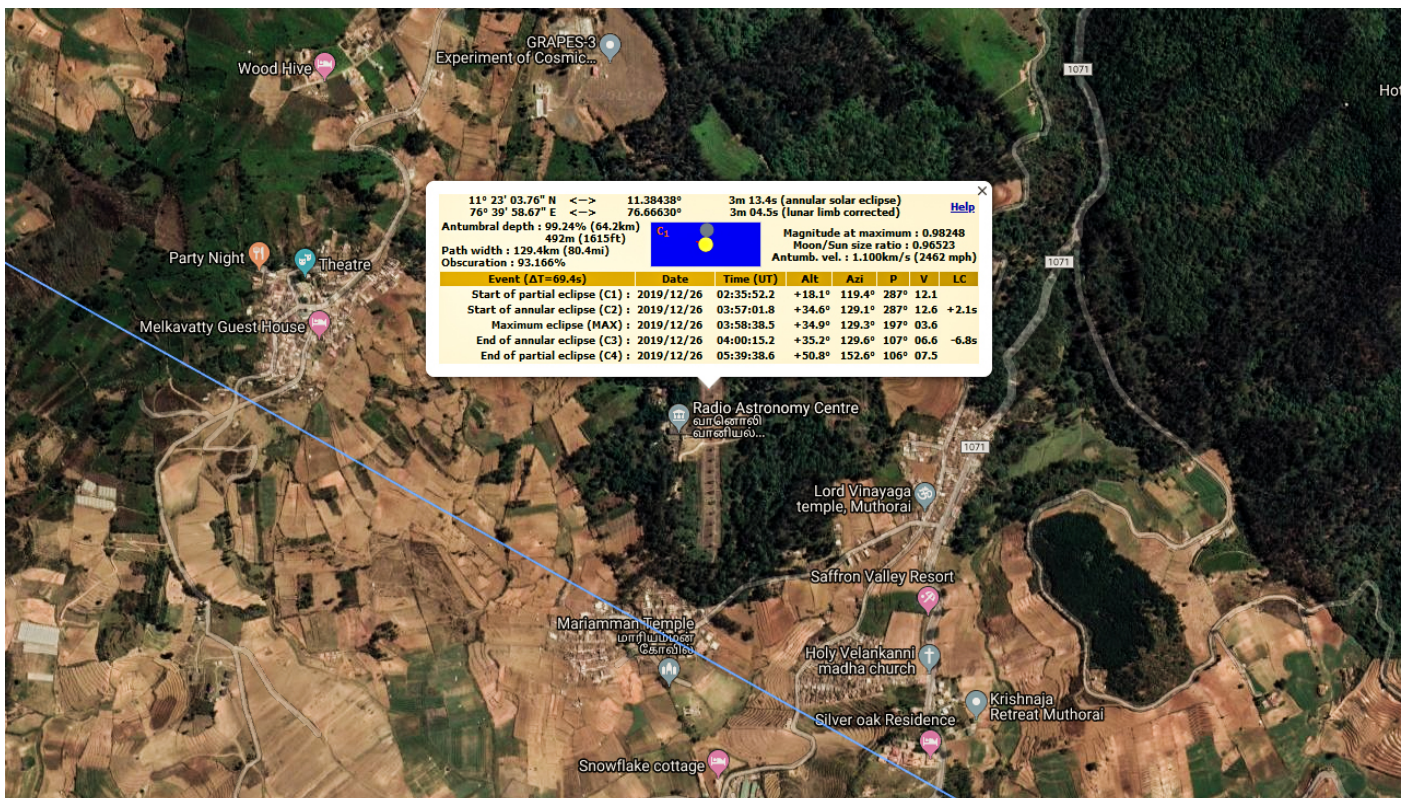 GRAPES-3
Experiment of Cosmic...
Wood Hive
1071
Hot
×
11° 23' 03.76" N <—> 11.38438° 3m 13.4s (annular solar eclipse)
76° 39' 58.67" E <—> 76.66630° 3m 04.5s (lunar limb corrected)
Help
Antumbral depth : 99.24% (64.2km)
492m (1615ft)
Path width : 129.4km (80.4mi)
Obscuration : 93.166%
C1
Magnitude at maximum : 0.98248
Moon/Sun size ratio : 0.96523
Antumb. vel. : 1.100km/s (2462 mph)
Event (ΔT=69.4s) Date Time (UT) Alt Azi P V LC
Start of partial eclipse (C1) : 2019/12/26 02:35:52.2 +18.1° 119.4° 287° 12.1
Start of annular eclipse (C2) : 2019/12/26 03:57:01.8 +34.6° 129.1° 287° 12.6 +2.1s
Maximum eclipse (MAX) : 2019/12/26 03:58:38.5 +34.9° 129.3° 197° 03.6
End of annular eclipse (C3) : 2019/12/26 04:00:15.2 +35.2° 129.6° 107° 06.6 -6.8s
End of partial eclipse (C4) : 2019/12/26 05:39:38.6 +50.8° 152.6° 106° 07.5
Party Night
Theatre
1071
Melkavatty Guest House
Radio Astronomy Centre
வானொலி
வானியல்...
1071
Lord Vinayaga
temple, Muthorai
Saffron Valley Resort
Mariamman Temple
மாரியம்மன்
கோவில்
Holy Velankanni
madha church
Krishnaja
Retreat Muthorai
Silver oak Residence
Snowflake cottage